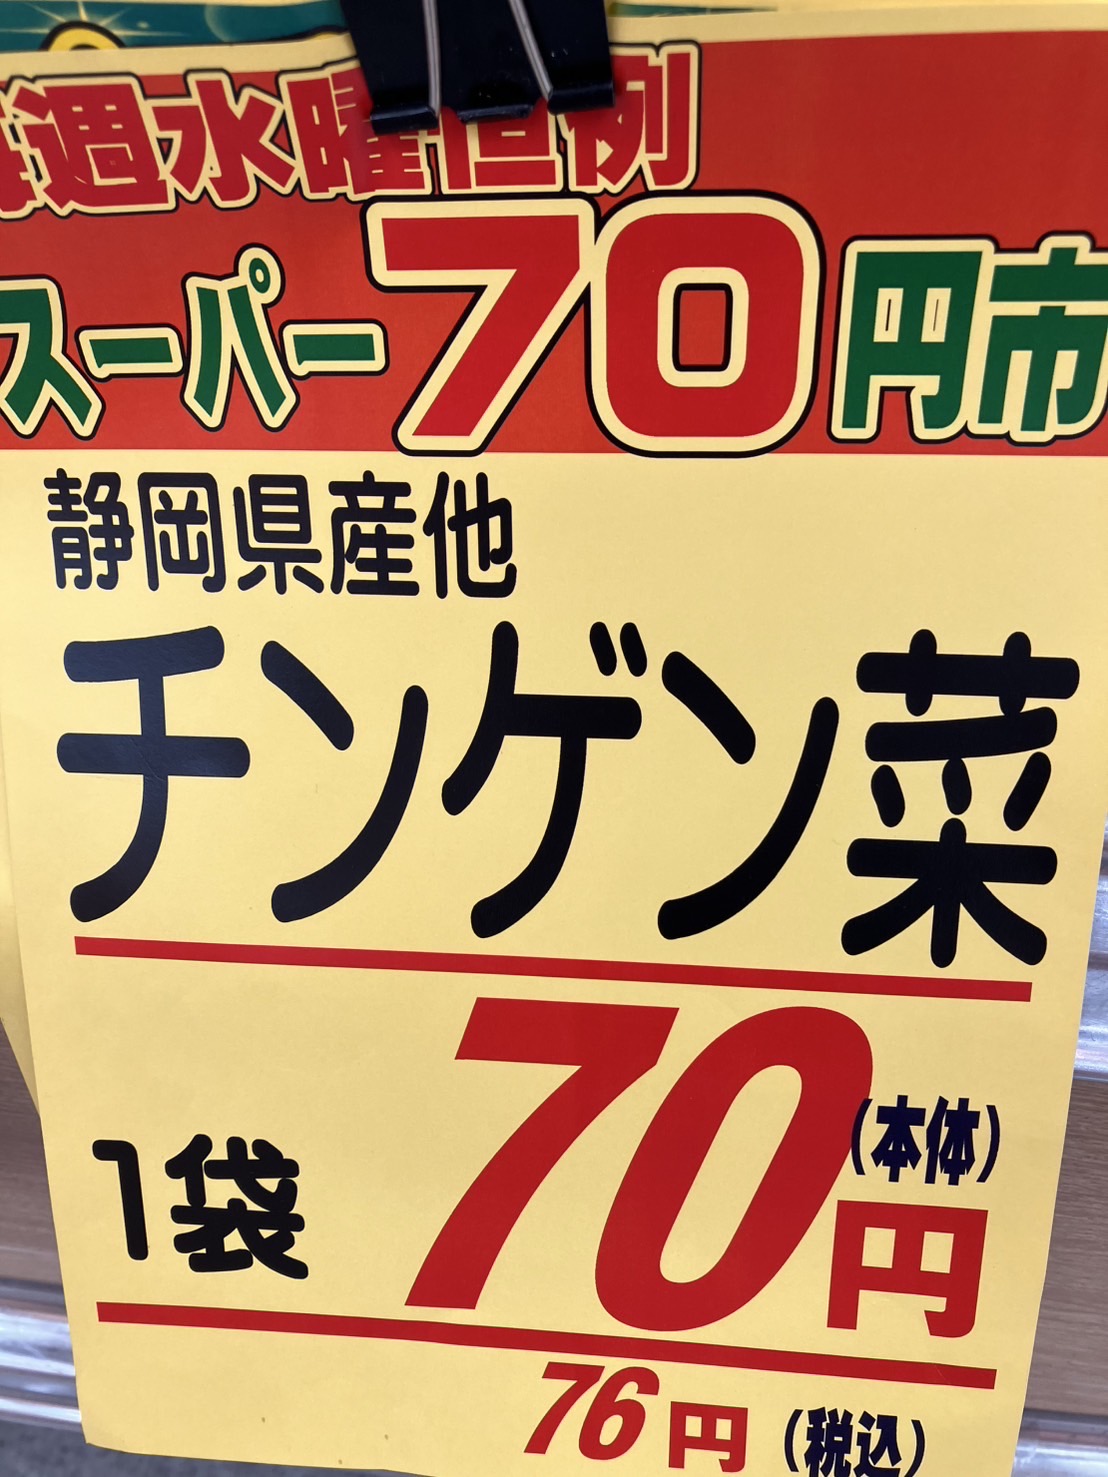 毎週水曜恒例
スーパー70円市
静岡県産他
チンゲン菜
1袋 70円 (本体)
76円 (税込)